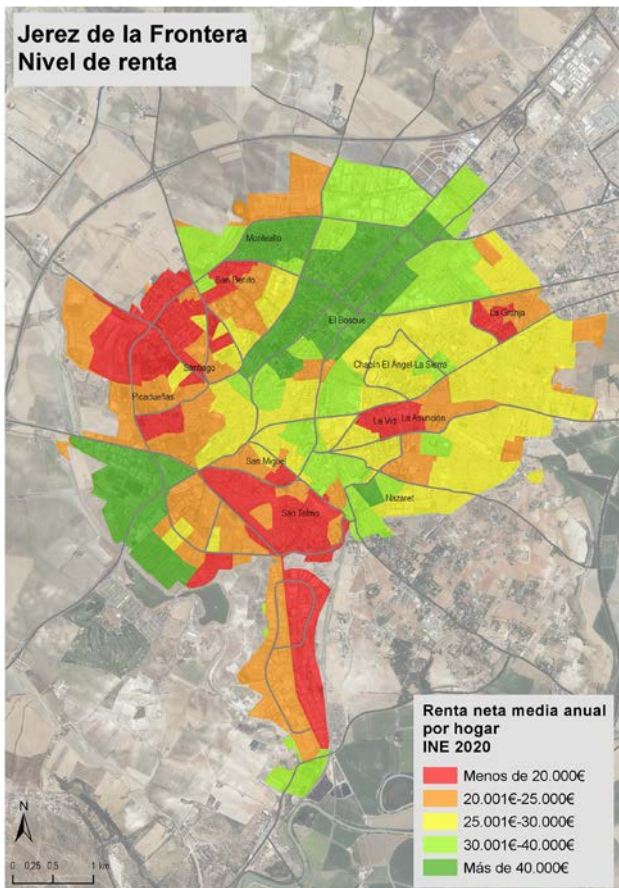 Jerez de la Frontera
Nivel de renta
Montealto
San Benito
La Granja
El Bosque
Chapín-El Ángel-La Sierra
Santiago
Picadueñas
La Vid
La Asunción
San Miguel
Nazaret
San Telmo
Renta neta media anual
por hogar
INE 2020
Menos de 20.000€
20.001€-25.000€
25.001€-30.000€
30.001€-40.000€
Más de 40.000€
N
0 0,25 0,5 1 km